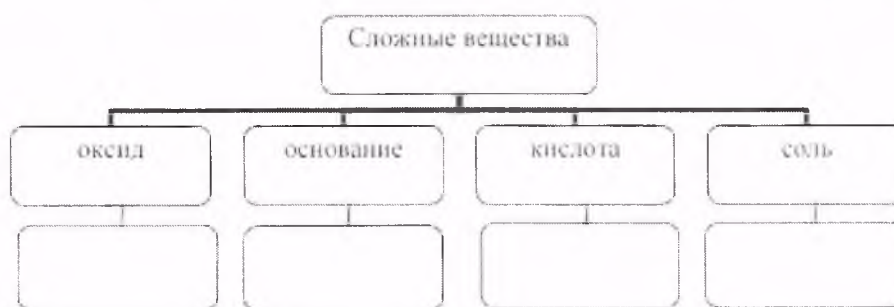 Сложные вещества
оксид
основание
кислота
соль